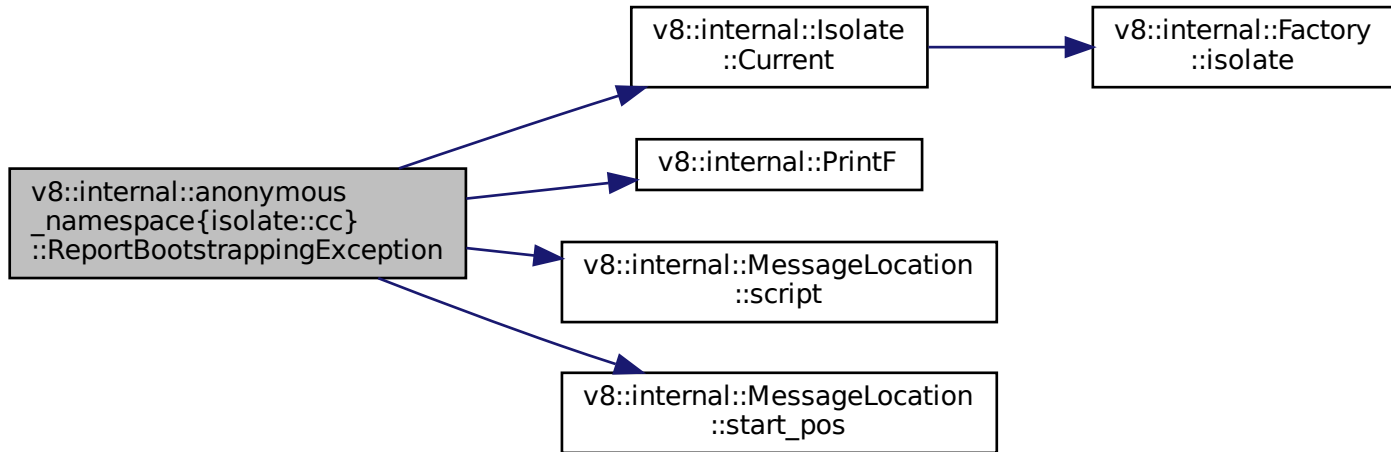 v8::internal::anonymous
_namespace{isolate::cc}
::ReportBootstrappingException
v8::internal::Isolate
::Current
v8::internal::Factory
::isolate
v8::internal::PrintF
v8::internal::MessageLocation
::script
v8::internal::MessageLocation
::start_pos